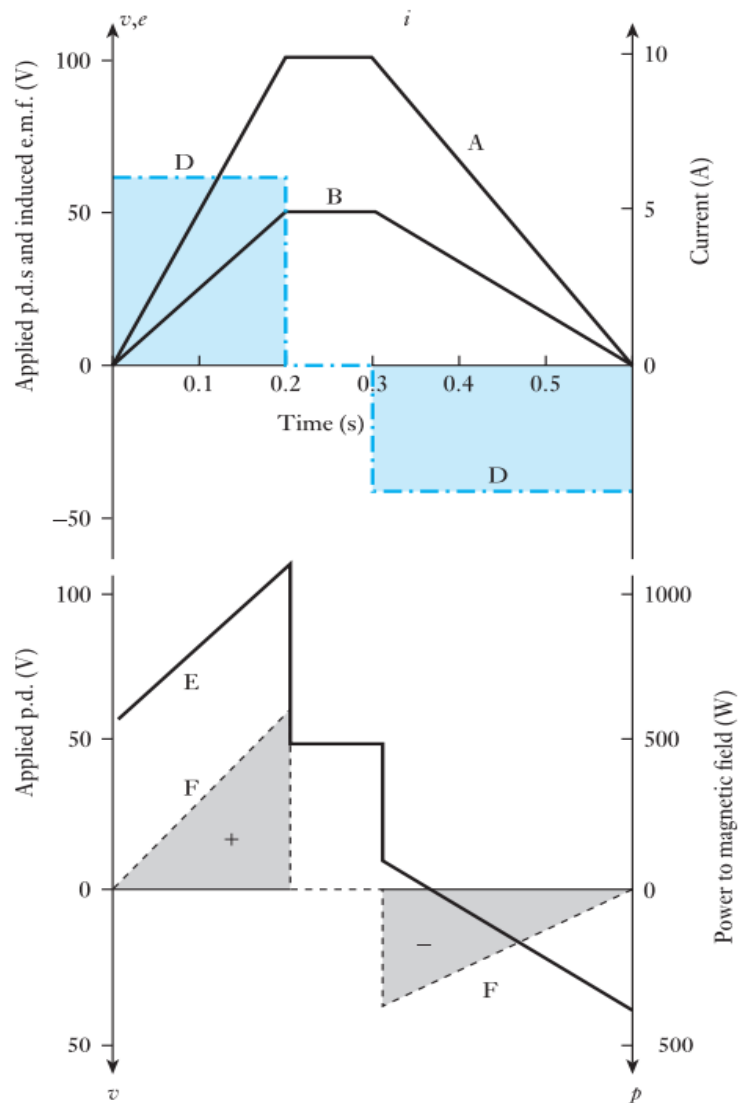 v,e
i
Applied p.d.s and induced e.m.f. (V)
100
50
0
−50
10
5
0
Current (A)
A
B
D
0.1 0.2 0.3 0.4 0.5
Time (s)
D
Applied p.d. (V)
100
50
0
50
1000
500
0
500
Power to magnetic field (W)
E
F
+
−
F
v
p